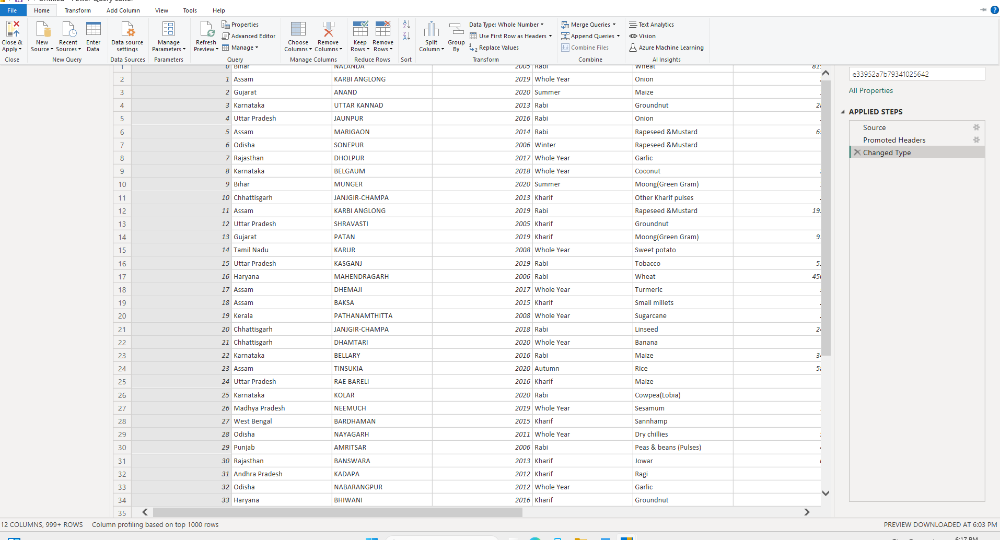 Untitled - Power Query Editor
File Home Transform Add Column View Tools Help
Close & Apply
New Source
Recent Sources
Enter Data
Data source settings
Manage Parameters
Refresh Preview
Properties
Advanced Editor
Manage
Choose Columns
Remove Columns
Keep Rows
Remove Rows
Split Column
Group By
Data Type: Whole Number
Use First Row as Headers
Replace Values
Merge Queries
Append Queries
Combine Files
Text Analytics
Vision
Azure Machine Learning
Close New Query Data Sources Parameters Query Manage Columns Reduce Rows Sort Transform Combine AI Insights
1 0 Bihar NALANDA 2005 Rabi Wheat
2 1 Assam KARBI ANGLONG 2019 Whole Year Onion
3 2 Gujarat ANAND 2020 Summer Maize
4 3 Karnataka UTTAR KANNAD 2013 Rabi Groundnut
5 4 Uttar Pradesh JAUNPUR 2016 Rabi Onion
6 5 Assam MARIGAON 2014 Rabi Rapeseed &Mustard
7 6 Odisha SONEPUR 2006 Winter Rapeseed &Mustard
8 7 Rajasthan DHOLPUR 2017 Whole Year Garlic
9 8 Karnataka BELGAUM 2018 Whole Year Coconut
10 9 Bihar MUNGER 2020 Summer Moong(Green Gram)
11 10 Chhattisgarh JANJGIR-CHAMPA 2013 Kharif Other Kharif pulses
12 11 Assam KARBI ANGLONG 2019 Rabi Rapeseed &Mustard
13 12 Uttar Pradesh SHRAVASTI 2005 Kharif Groundnut
14 13 Gujarat PATAN 2019 Kharif Moong(Green Gram)
15 14 Tamil Nadu KARUR 2008 Whole Year Sweet potato
16 15 Uttar Pradesh KASGANJ 2019 Rabi Tobacco
17 16 Haryana MAHENDRAGARH 2006 Rabi Wheat
18 17 Assam DHEMAJI 2017 Whole Year Turmeric
19 18 Assam BAKSA 2015 Kharif Small millets
20 19 Kerala PATHANAMTHITTA 2008 Whole Year Sugarcane
21 20 Chhattisgarh JANJGIR-CHAMPA 2018 Rabi Linseed
22 21 Chhattisgarh DHAMTARI 2020 Whole Year Banana
23 22 Karnataka BELLARY 2016 Rabi Maize
24 23 Assam TINSUKIA 2020 Autumn Rice
25 24 Uttar Pradesh RAE BARELI 2016 Kharif Maize
26 25 Karnataka KOLAR 2020 Rabi Cowpea(Lobia)
27 26 Madhya Pradesh NEEMUCH 2019 Whole Year Sesamum
28 27 West Bengal BARDHAMAN 2015 Kharif Sannhamp
29 28 Odisha NAYAGARH 2011 Whole Year Dry chillies
30 29 Punjab AMRITSAR 2006 Rabi Peas & beans (Pulses)
31 30 Rajasthan BANSWARA 2013 Kharif Jowar
32 31 Andhra Pradesh KADAPA 2012 Kharif Ragi
33 32 Odisha NABARANGPUR 2012 Whole Year Garlic
34 33 Haryana BHIWANI 2016 Kharif Groundnut
35
e33952a7b79341025642
All Properties
APPLIED STEPS
Source
Promoted Headers
Changed Type
12 COLUMNS, 999+ ROWS Column profiling based on top 1000 rows
PREVIEW DOWNLOADED AT 6:03 PM
6:17 PM